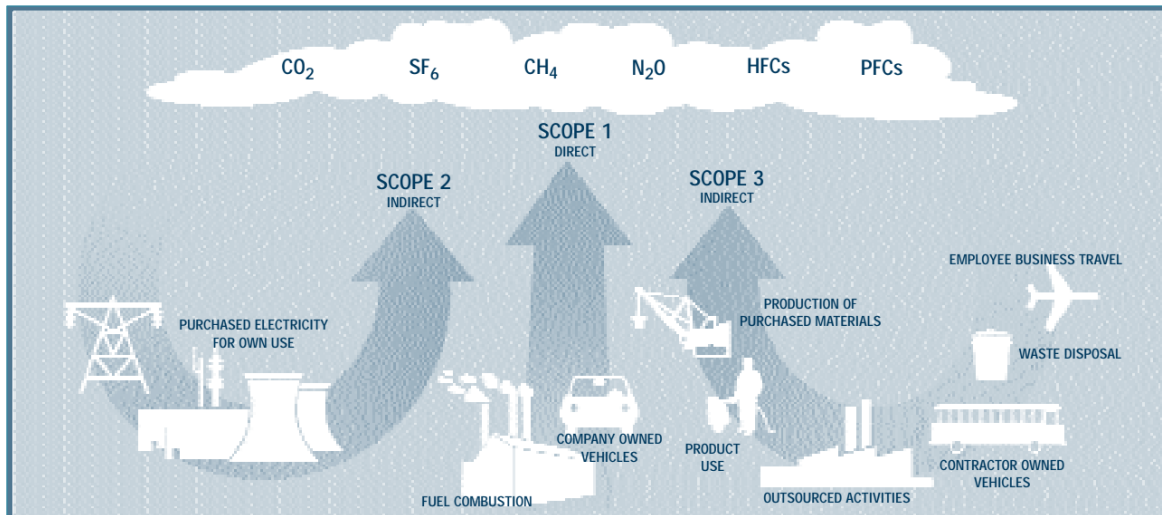 CO₂ SF₆ CH₄ N₂O HFCs PFCs
SCOPE 1
DIRECT
SCOPE 2
INDIRECT
SCOPE 3
INDIRECT
EMPLOYEE BUSINESS TRAVEL
PURCHASED ELECTRICITY
FOR OWN USE
PRODUCTION OF
PURCHASED MATERIALS
WASTE DISPOSAL
COMPANY OWNED
VEHICLES
PRODUCT
USE
CONTRACTOR OWNED
VEHICLES
FUEL COMBUSTION
OUTSOURCED ACTIVITIES